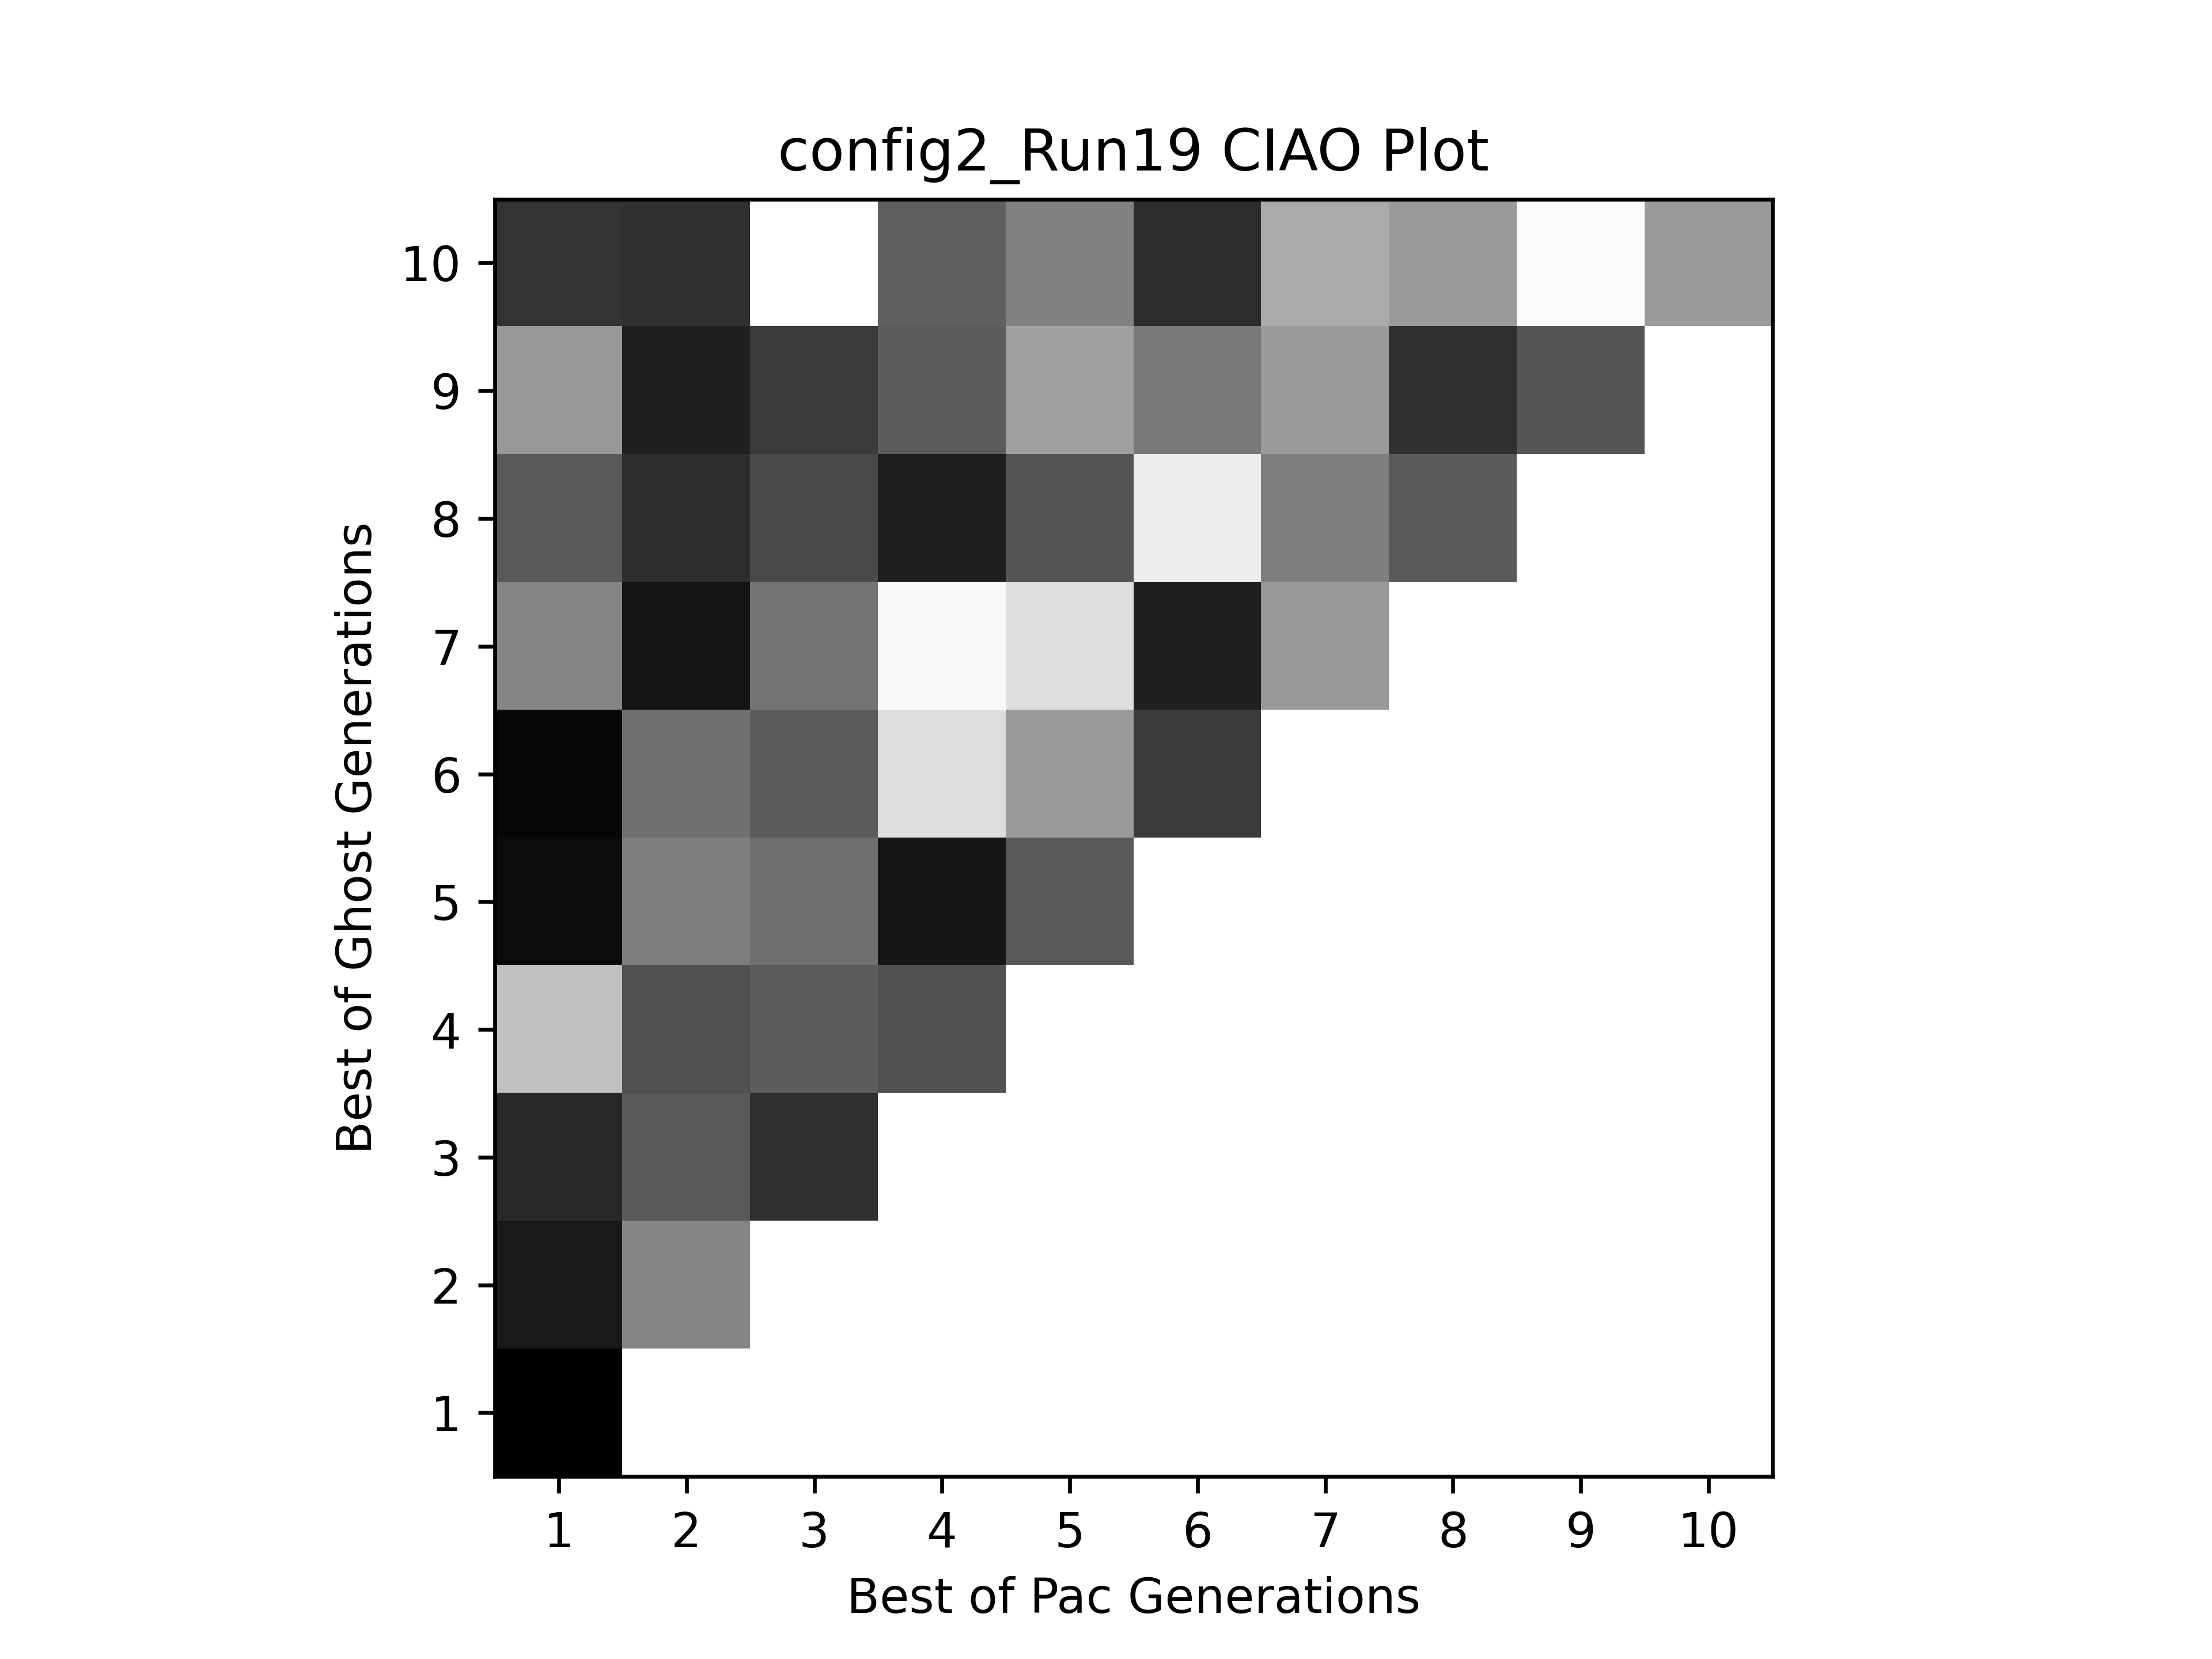 config2_Run19 CIAO Plot
Best of Ghost Generations
10
9
8
7
6
5
4
3
2
1
1 2 3 4 5 6 7 8 9 10
Best of Pac Generations